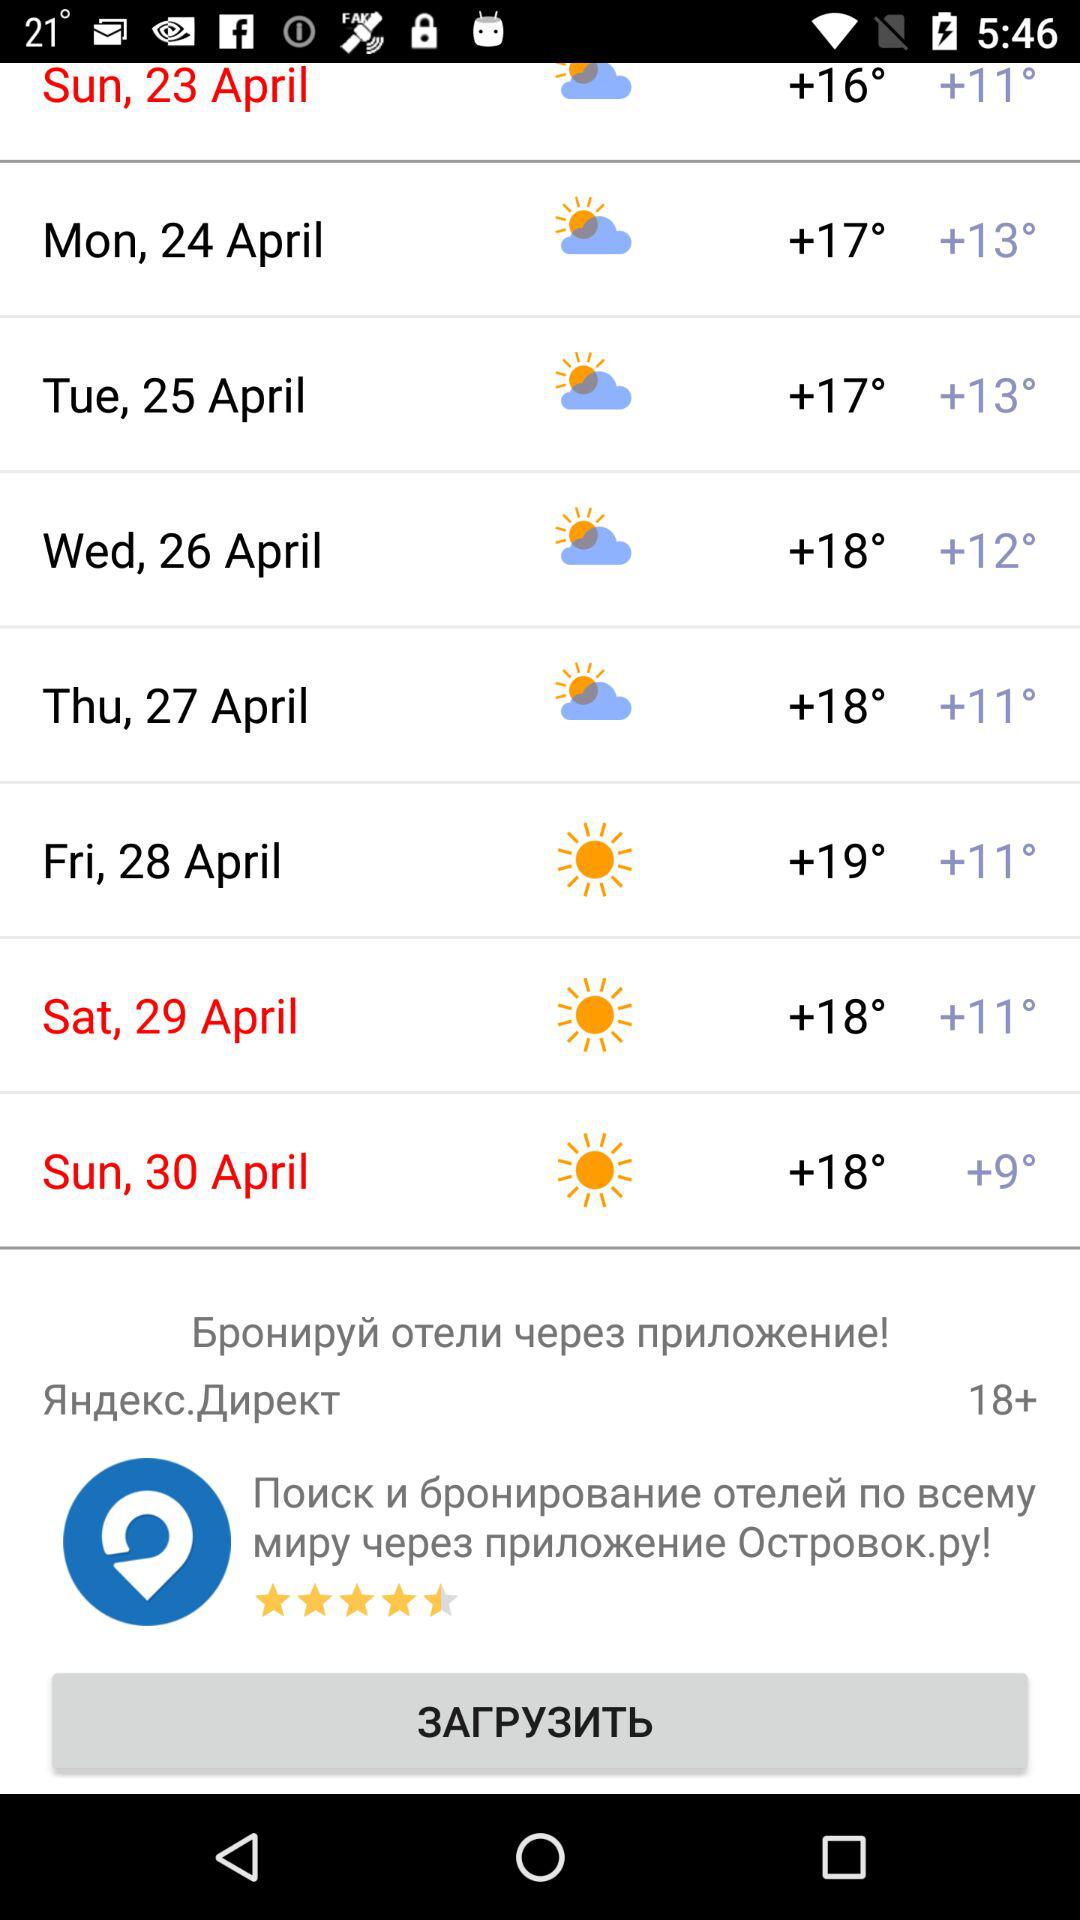 21° FAKE 5:46
Sun, 23 April +16° +11°
Mon, 24 April +17° +13°
Tue, 25 April +17° +13°
Wed, 26 April +18° +12°
Thu, 27 April +18° +11°
Fri, 28 April +19° +11°
Sat, 29 April +18° +11°
Sun, 30 April +18° +9°
Бронируй отели через приложение!
Яндекс.Директ 18+
Поиск и бронирование отелей по всему
миру через приложение Островок.ру!
ЗАГРУЗИТЬ